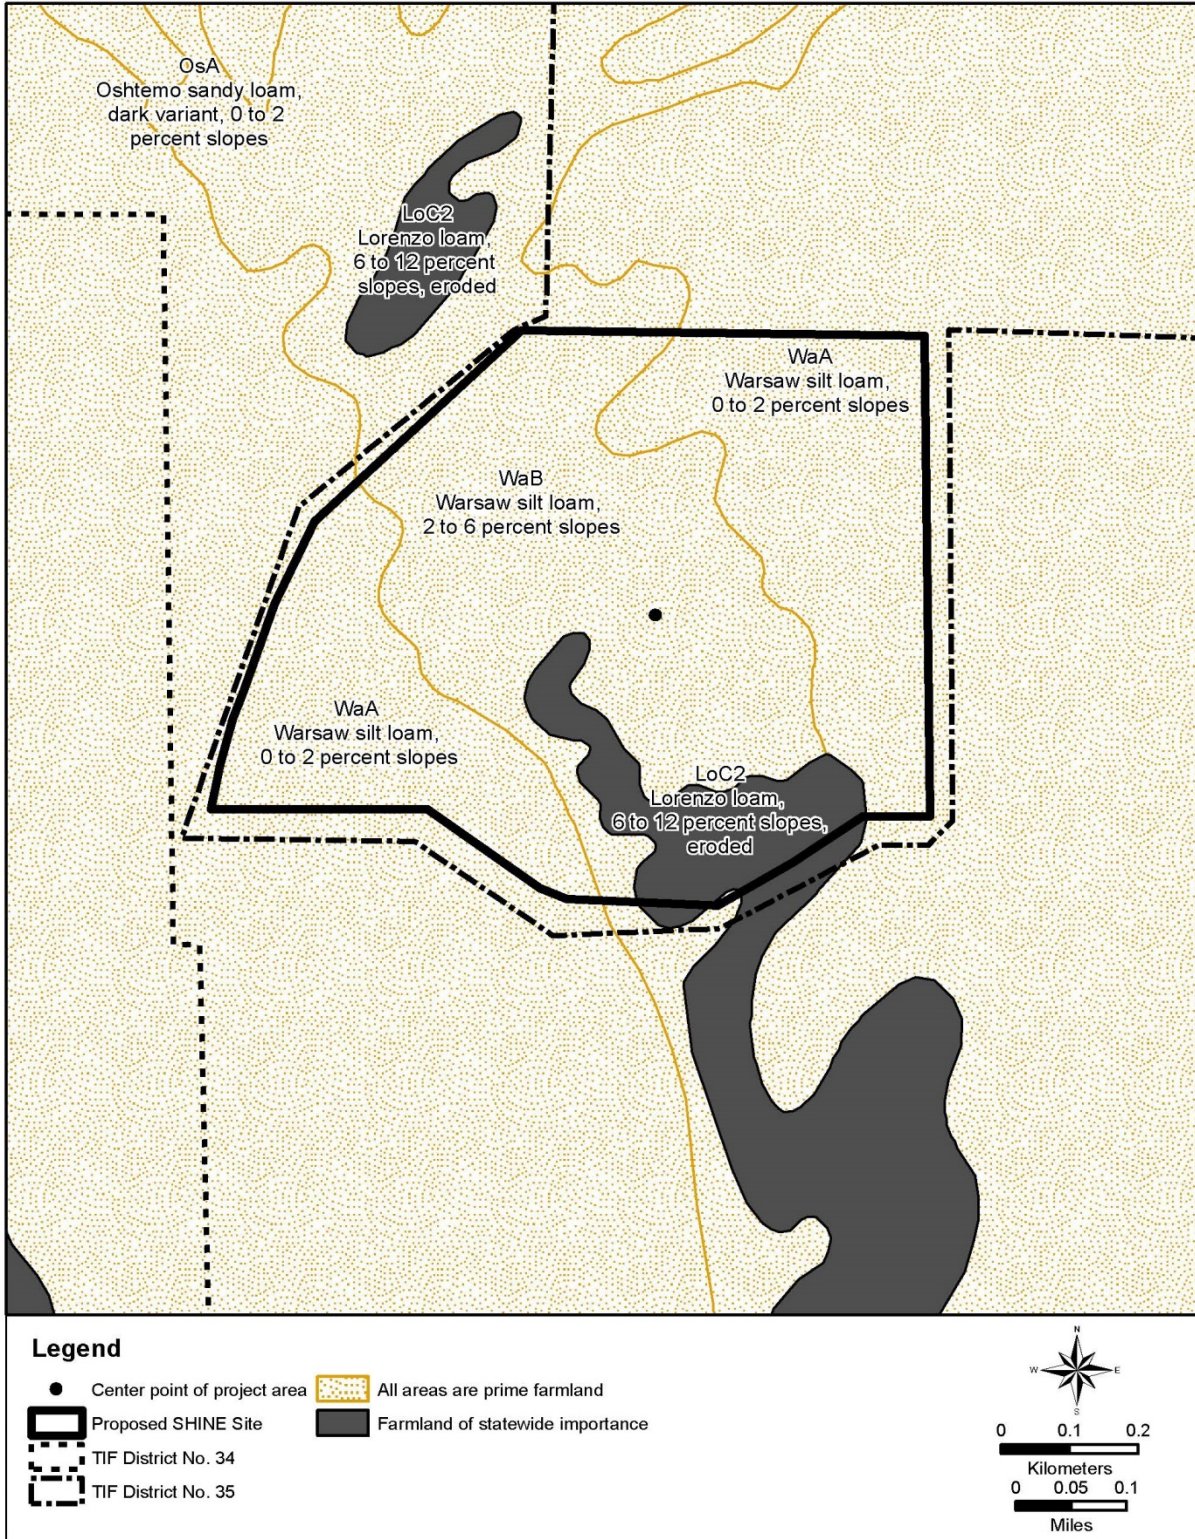 OsA
Oshtemo sandy loam,
dark variant, 0 to 2
percent slopes
LoC2
Lorenzo loam,
6 to 12 percent
slopes, eroded
WaA
Warsaw silt loam,
0 to 2 percent slopes
WaB
Warsaw silt loam,
2 to 6 percent slopes
WaA
Warsaw silt loam,
0 to 2 percent slopes
LoC2
Lorenzo loam,
6 to 12 percent slopes,
eroded
Legend
Center point of project area
Proposed SHINE Site
TIF District No. 34
TIF District No. 35
All areas are prime farmland
Farmland of statewide importance
N
W E
S
0 0.1 0.2
Kilometers
0 0.05 0.1
Miles